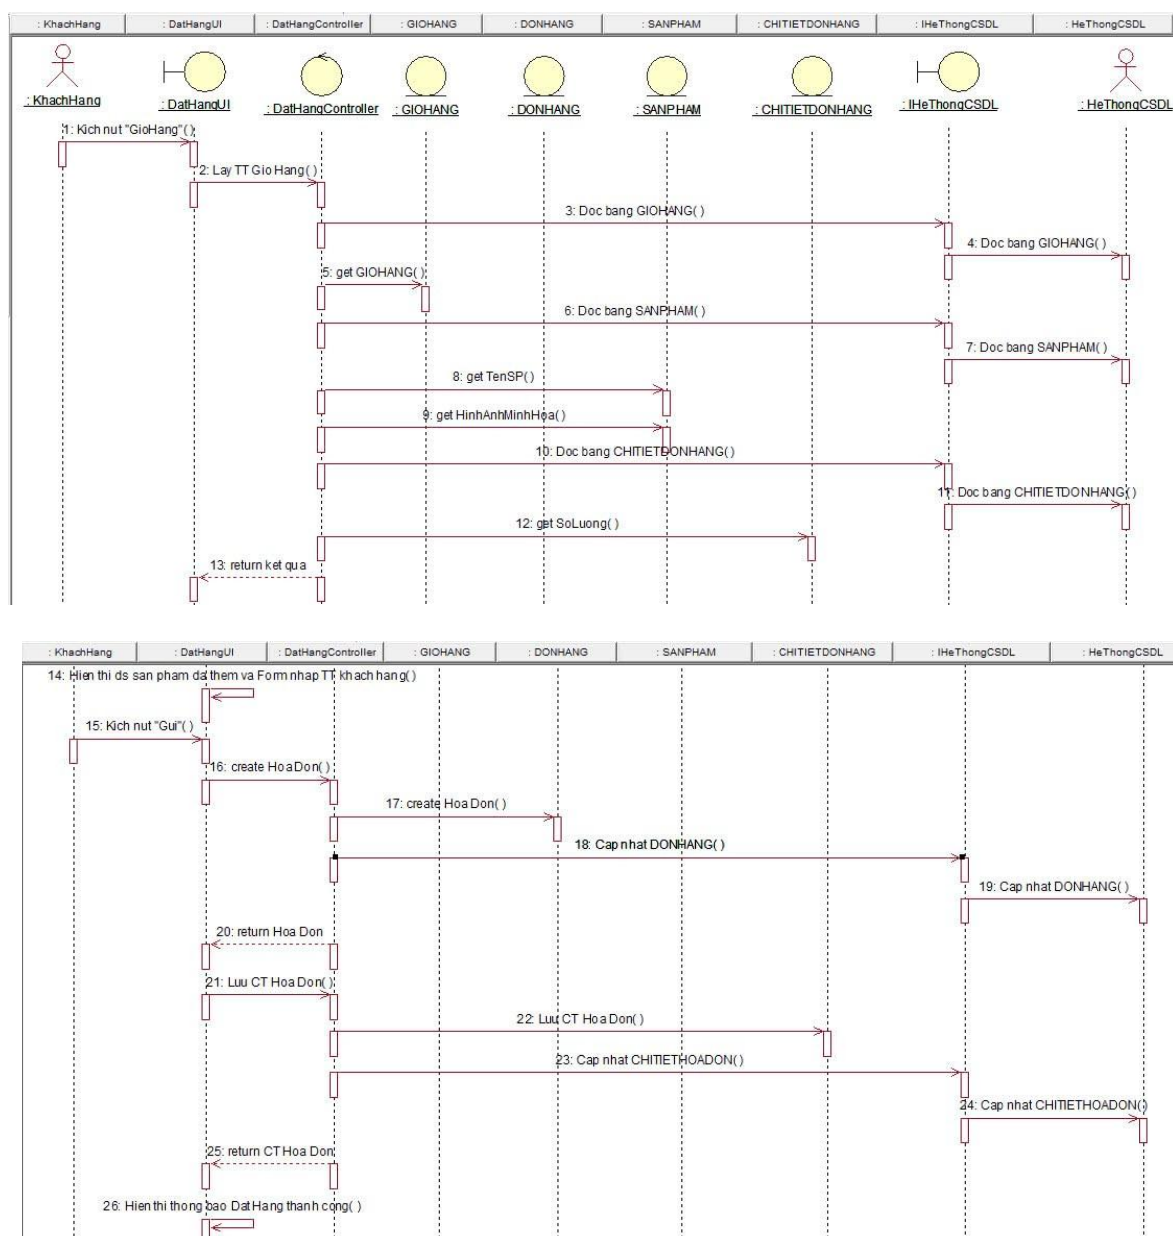 : KhachHang : DatHangUI : DatHangController : GIOHANG : DONHANG : SANPHAM : CHITIETDONHANG : IHeThongCSDL : HeThongCSDL
: KhachHang : DatHangUI : DatHangController : GIOHANG : DONHANG : SANPHAM : CHITIETDONHANG : IHeThongCSDL : HeThongCSDL
1: Kich nut "GioHang"( )
2: Lay TT Gio Hang( )
3: Doc bang GIOHANG( )
4: Doc bang GIOHANG( )
5: get GIOHANG( )
6: Doc bang SANPHAM( )
7: Doc bang SANPHAM( )
8: get TenSP( )
9: get HinhAnhMinhHoa( )
10: Doc bang CHITIETDONHANG( )
11: Doc bang CHITIETDONHANG( )
12: get SoLuong( )
13: return ket qua
: KhachHang : DatHangUI : DatHangController : GIOHANG : DONHANG : SANPHAM : CHITIETDONHANG : IHeThongCSDL : HeThongCSDL
14: Hien thi ds san pham da them va Form nhap TT khach hang( )
15: Kich nut "Gui"( )
16: create HoaDon( )
17: create Hoa Don( )
18: Cap nhat DONHANG( )
19: Cap nhat DONHANG( )
20: return Hoa Don
21: Luu CT Hoa Don( )
22: Luu CT Hoa Don( )
23: Cap nhat CHITIETHOADON( )
24: Cap nhat CHITIETHOADON( )
25: return CT Hoa Don
26: Hien thi thong bao DatHang thanh cong( )